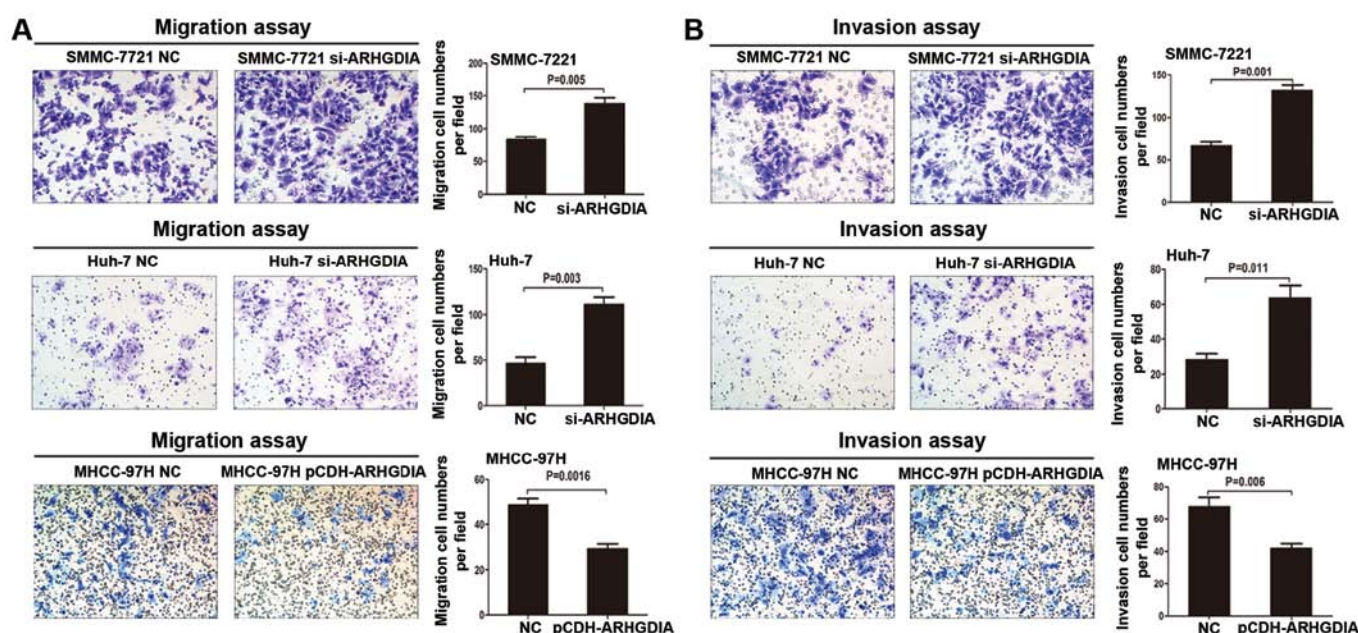 A
Migration assay
SMMC-7721 NC
SMMC-7721 si-ARHGDIA
SMMC-7221
P=0.005
Migration cell numbers
per field
200
150
100
50
0
NC
si-ARHGDIA
Migration assay
Huh-7 NC
Huh-7 si-ARHGDIA
Huh-7
P=0.003
Migration cell numbers
per field
150
100
50
0
NC
si-ARHGDIA
Migration assay
MHCC-97H NC
MHCC-97H pCDH-ARHGDIA
MHCC-97H
P=0.0016
Migration cell numbers
per field
60
40
20
0
NC
pCDH-ARHGDIA
B
Invasion assay
SMMC-7721 NC
SMMC-7721 si-ARHGDIA
SMMC-7221
P=0.001
Invasion cell numbers
per field
150
100
50
0
NC
si-ARHGDIA
Invasion assay
Huh-7 NC
Huh-7 si-ARHGDIA
Huh-7
P=0.011
Invasion cell numbers
per field
80
60
40
20
0
NC
si-ARHGDIA
Invasion assay
MHCC-97H NC
MHCC-97H pCDH-ARHGDIA
MHCC-97H
P=0.006
Invasion cell numbers
per field
80
60
40
20
0
NC
pCDH-ARHGDIA